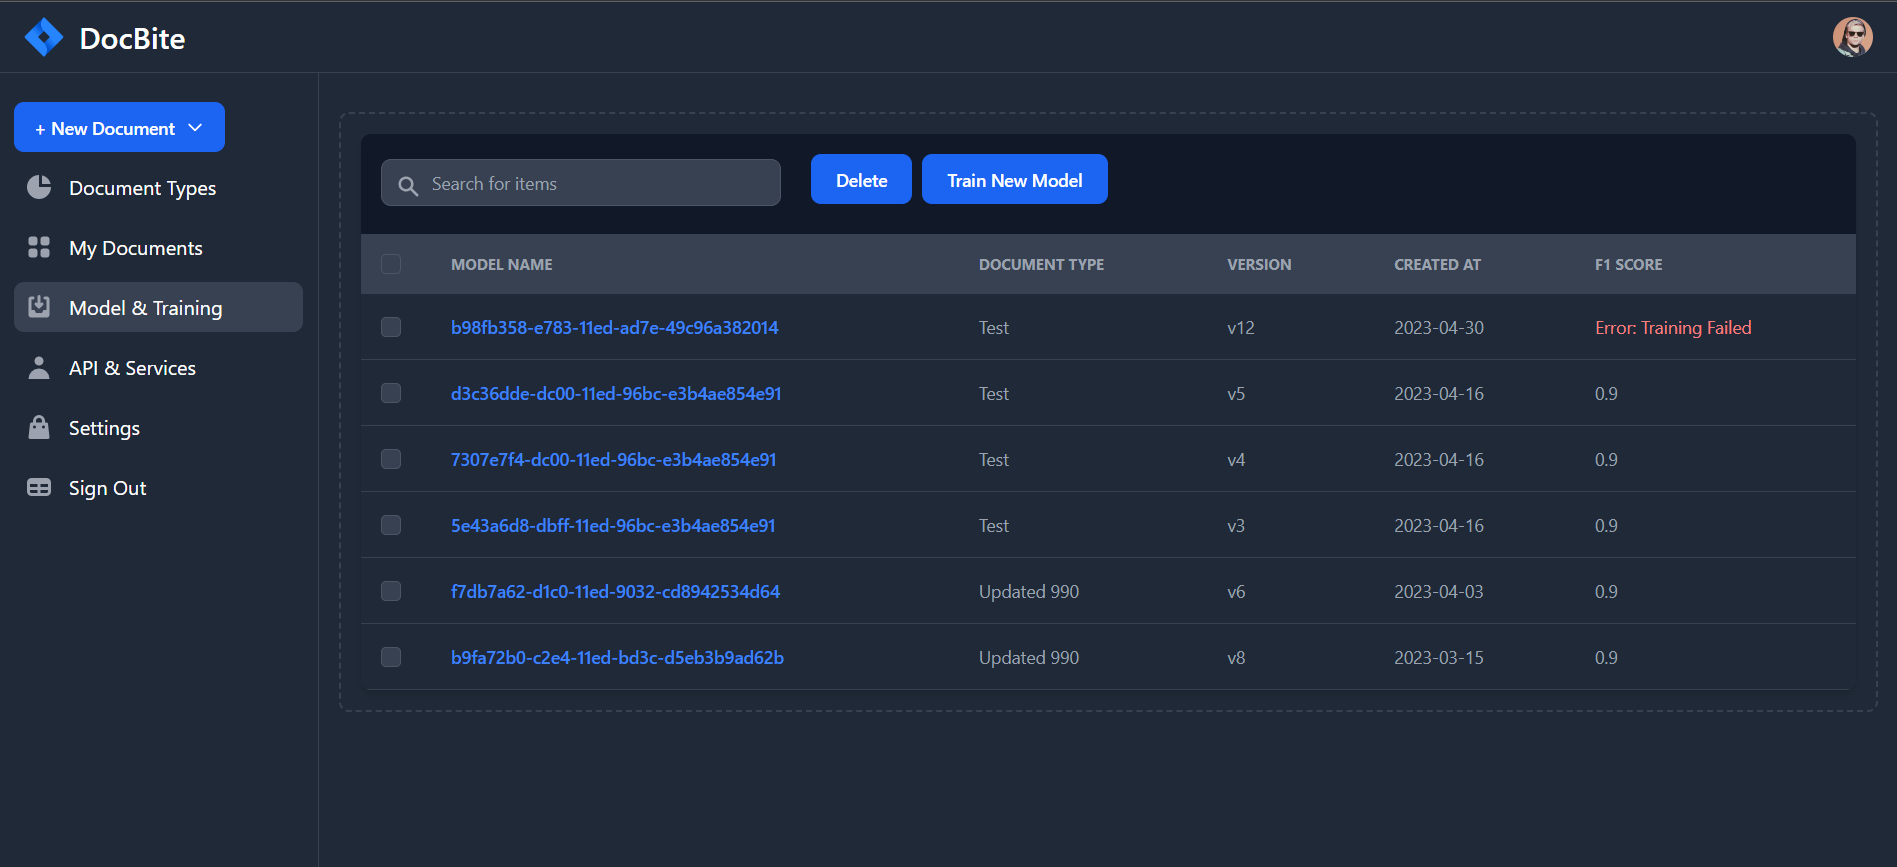 DocBite
+ New Document
Document Types
My Documents
Model & Training
API & Services
Settings
Sign Out
Search for items
Delete
Train New Model
MODEL NAME DOCUMENT TYPE VERSION CREATED AT F1 SCORE
b98fb358-e783-11ed-ad7e-49c96a382014 Test v12 2023-04-30 Error: Training Failed
d3c36dde-dc00-11ed-96bc-e3b4ae854e91 Test v5 2023-04-16 0.9
7307e7f4-dc00-11ed-96bc-e3b4ae854e91 Test v4 2023-04-16 0.9
5e43a6d8-dbff-11ed-96bc-e3b4ae854e91 Test v3 2023-04-16 0.9
f7db7a62-d1c0-11ed-9032-cd8942534d64 Updated 990 v6 2023-04-03 0.9
b9fa72b0-c2e4-11ed-bd3c-d5eb3b9ad62b Updated 990 v8 2023-03-15 0.9